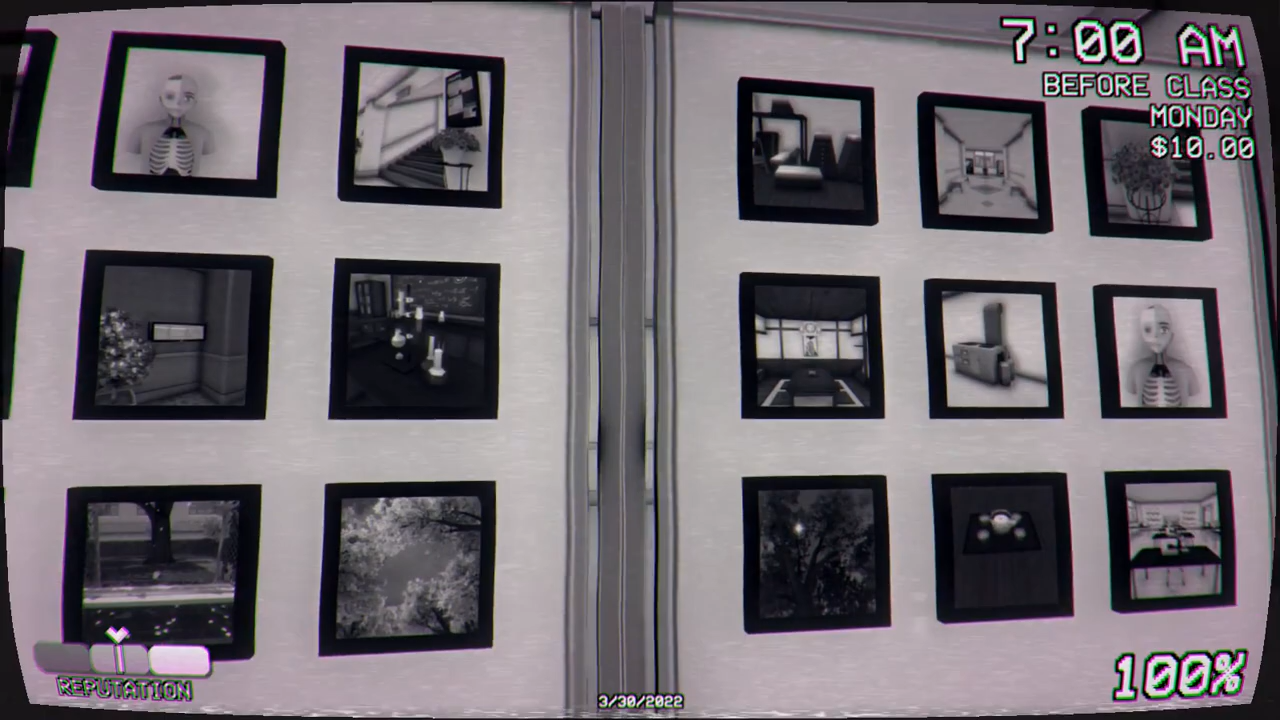 7:00 AM
BEFORE CLASS
MONDAY
$10.00
REPUTATION
3/30/2022
100%